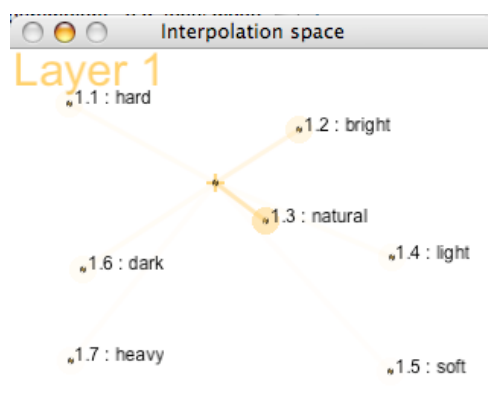 Interpolation space
Layer 1
1.1 : hard
1.2 : bright
1.3 : natural
1.4 : light
1.6 : dark
1.7 : heavy
1.5 : soft